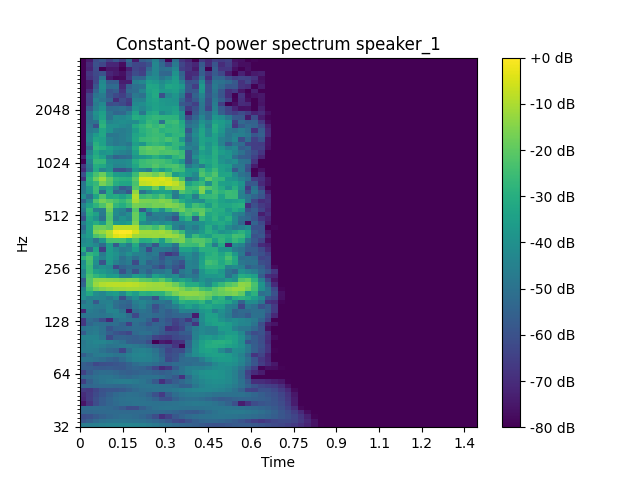 Constant-Q power spectrum speaker_1
Hz
2048
1024
512
256
128
64
32
0 0.15 0.3 0.45 0.6 0.75 0.9 1.1 1.2 1.4
Time
+0 dB
-10 dB
-20 dB
-30 dB
-40 dB
-50 dB
-60 dB
-70 dB
-80 dB